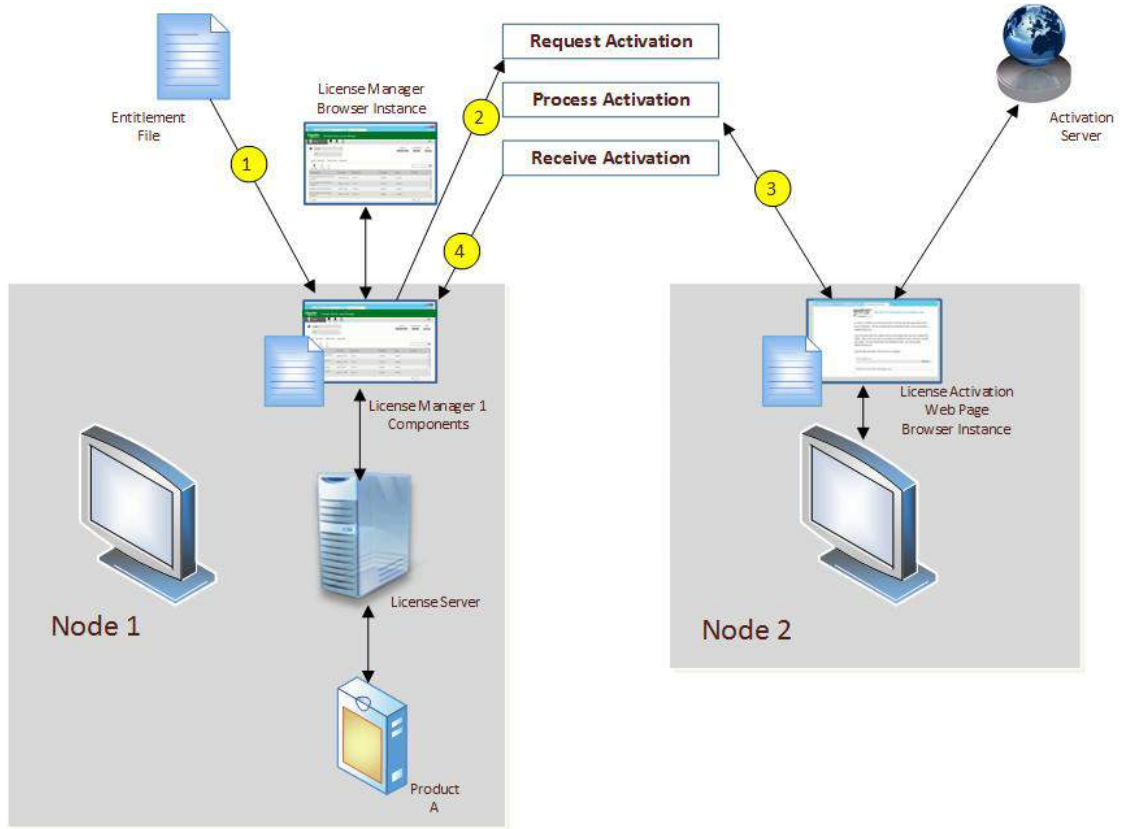 Request Activation
License Manager
Browser Instance
Process Activation
Entitlement
File
Activation
Server
1
2
Receive Activation
3
4
License Manager 1
Components
License Activation
Web Page
Browser Instance
License Server
Node 1
Node 2
Product
A